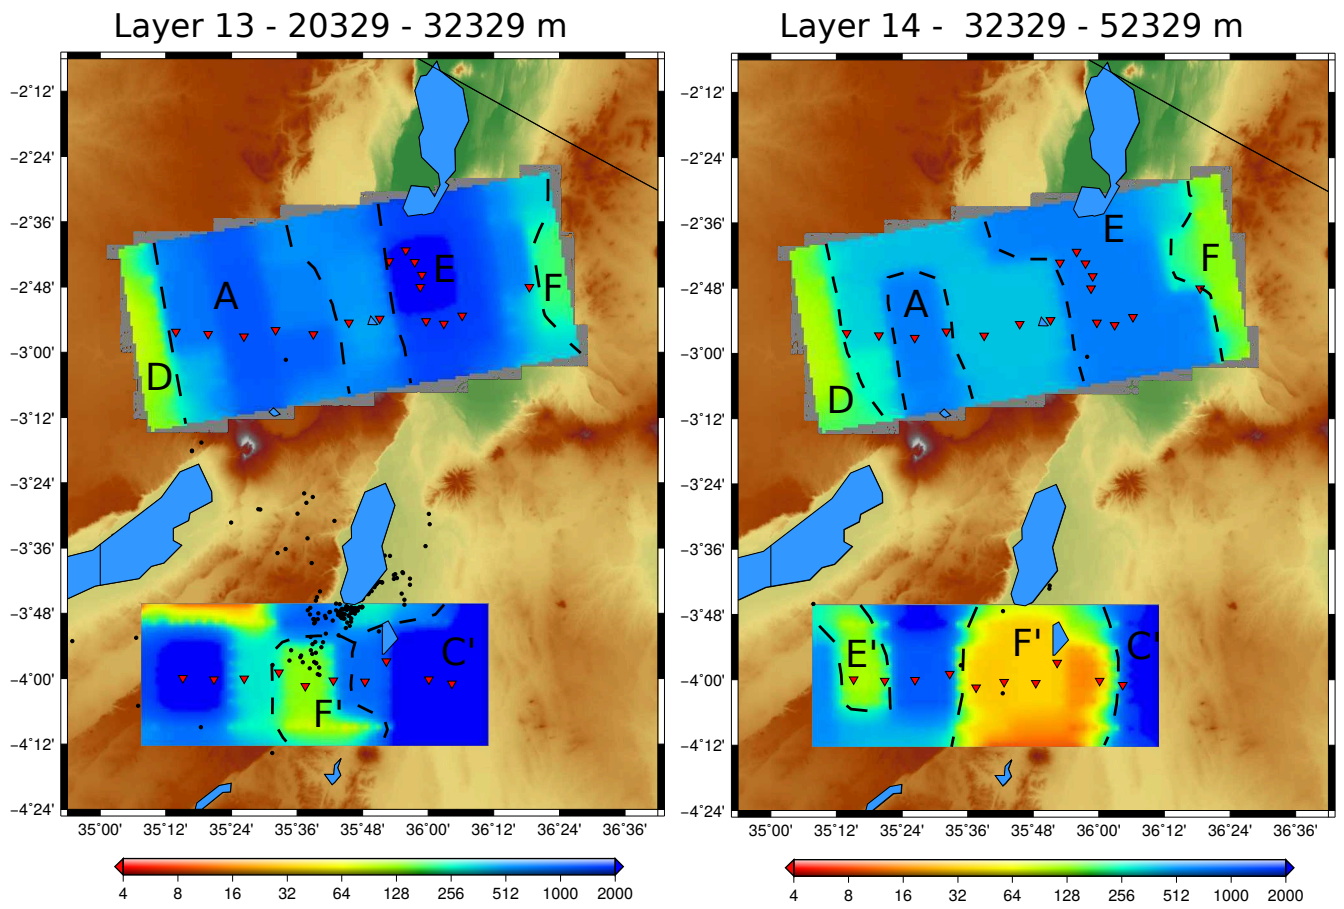 Layer 13 - 20329 - 32329 m
Layer 14 - 32329 - 52329 m
−2˚12'
−2˚24'
−2˚36'
−2˚48'
−3˚00'
−3˚12'
−3˚24'
−3˚36'
−3˚48'
−4˚00'
−4˚12'
−4˚24'
A
E
F
D
C'
F'
35˚00' 35˚12' 35˚24' 35˚36' 35˚48' 36˚00' 36˚12' 36˚24' 36˚36'
4 8 16 32 64 128 256 512 1000 2000
−2˚12'
−2˚24'
−2˚36'
−2˚48'
−3˚00'
−3˚12'
−3˚24'
−3˚36'
−3˚48'
−4˚00'
−4˚12'
−4˚24'
E
F
A
D
E'
F'
C'
35˚00' 35˚12' 35˚24' 35˚36' 35˚48' 36˚00' 36˚12' 36˚24' 36˚36'
4 8 16 32 64 128 256 512 1000 2000